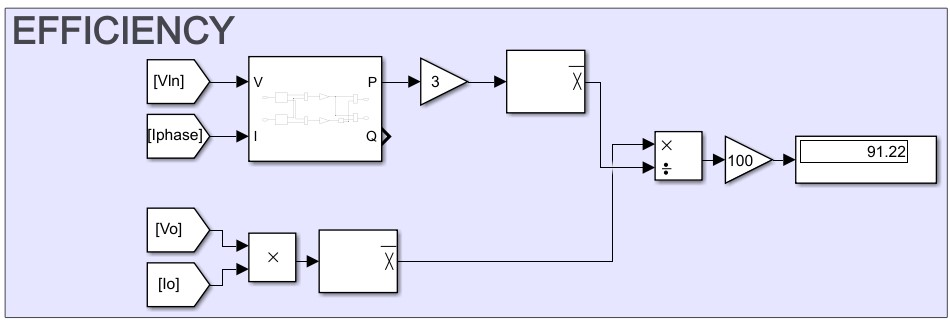 EFFICIENCY
[Vln]
V
P
3
X
[Iphase]
I
Q
×
÷
100
91.22
[Vo]
×
X
[Io]